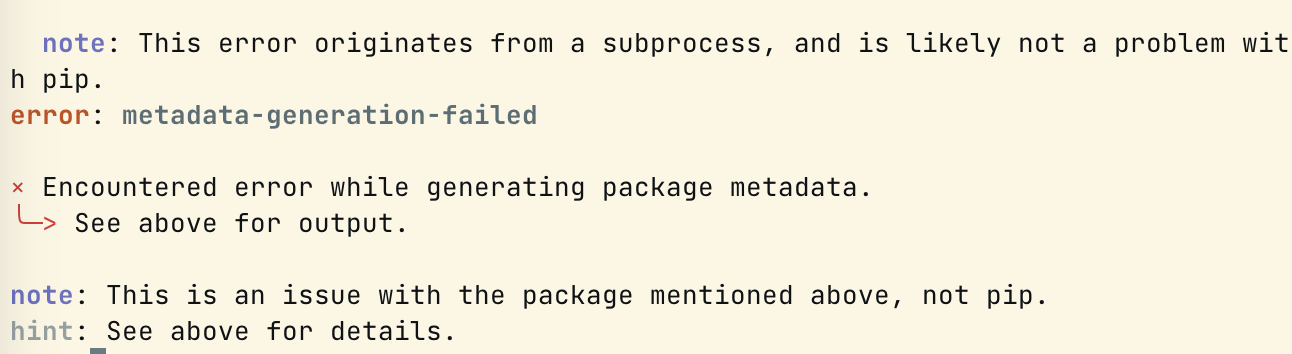 note: This error originates from a subprocess, and is likely not a problem wit
h pip.
error: metadata-generation-failed
× Encountered error while generating package metadata.
╰─> See above for output.
note: This is an issue with the package mentioned above, not pip.
hint: See above for details.